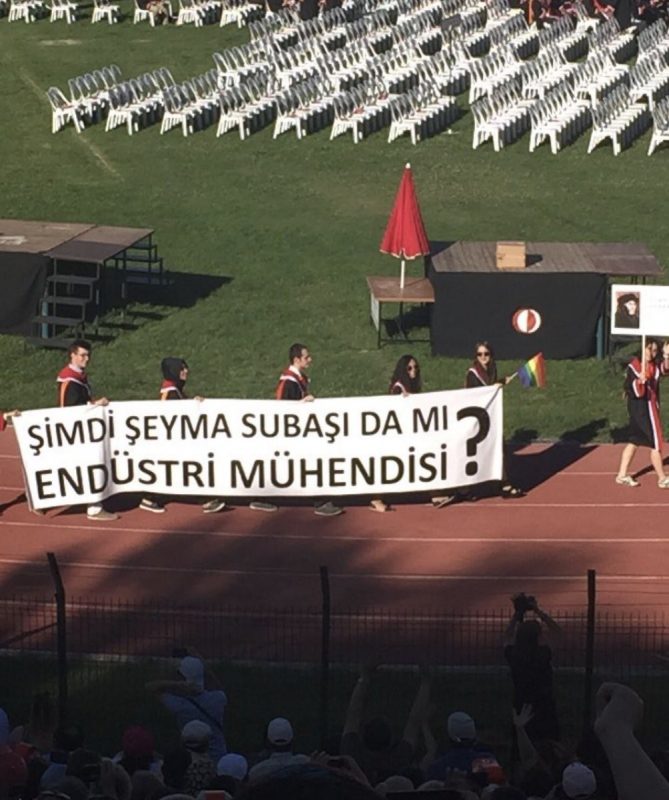 ŞİMDİ ŞEYMA SUBAŞI DA MI
ENDÜSTRİ MÜHENDİSİ ?